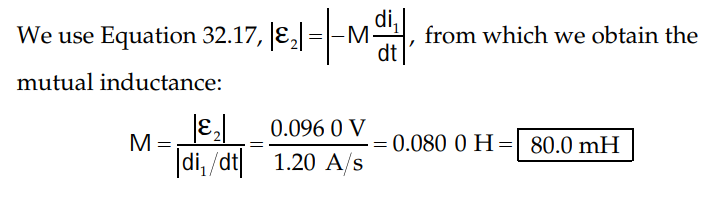 We use Equation 32.17, |ε₂| = |−M di₁/dt|, from which we obtain the
mutual inductance:
M = |ε₂| / |di₁/dt| = 0.096 0 V / 1.20 A/s = 0.080 0 H = 80.0 mH